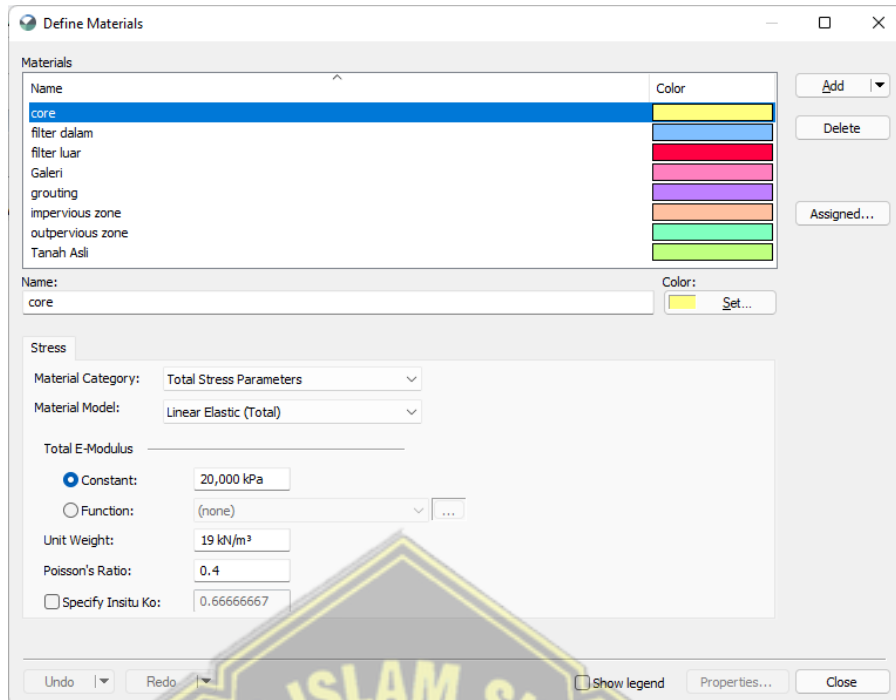 Define Materials
Materials
Name Color
core
filter dalam
filter luar
Galeri
grouting
impervious zone
outpervious zone
Tanah Asli
Add
Delete
Assigned...
Name: Color:
core Set...
Stress
Material Category: Total Stress Parameters
Material Model: Linear Elastic (Total)
Total E-Modulus
Constant: 20,000 kPa
Function: (none) ...
Unit Weight: 19 kN/m³
Poisson's Ratio: 0.4
Specify Insitu Ko: 0.66666667
ISLAM
Undo Redo Show legend Properties... Close